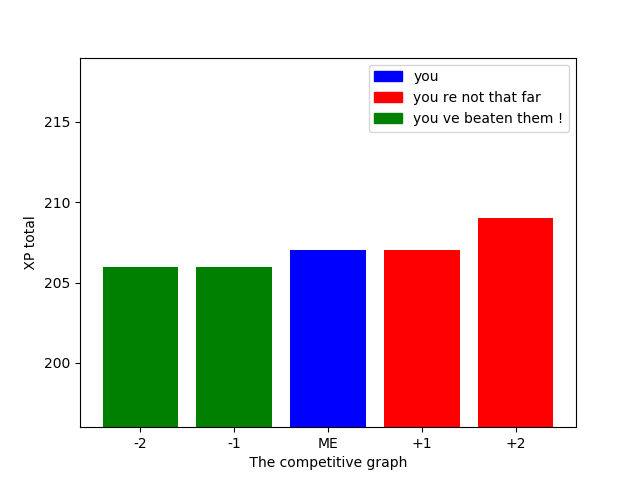 you
you re not that far
you ve beaten them !
215
210
205
200
XP total
-2 -1 ME +1 +2
The competitive graph